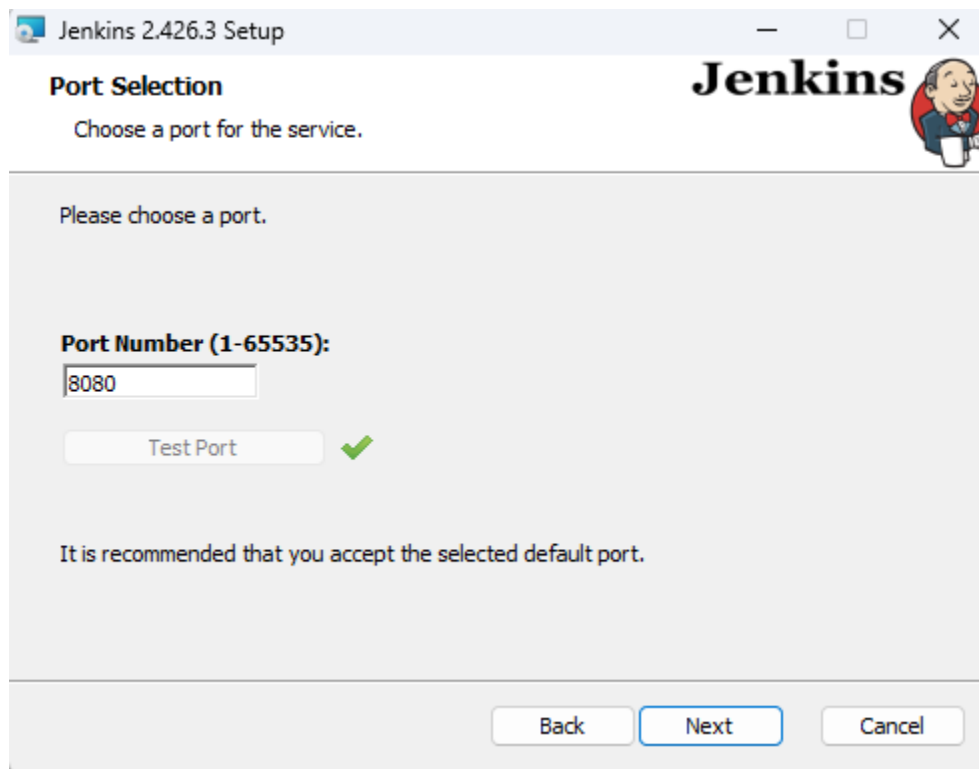 Jenkins 2.426.3 Setup
Port Selection
Jenkins
Choose a port for the service.
Please choose a port.
Port Number (1-65535):
8080
Test Port
It is recommended that you accept the selected default port.
Back Next Cancel